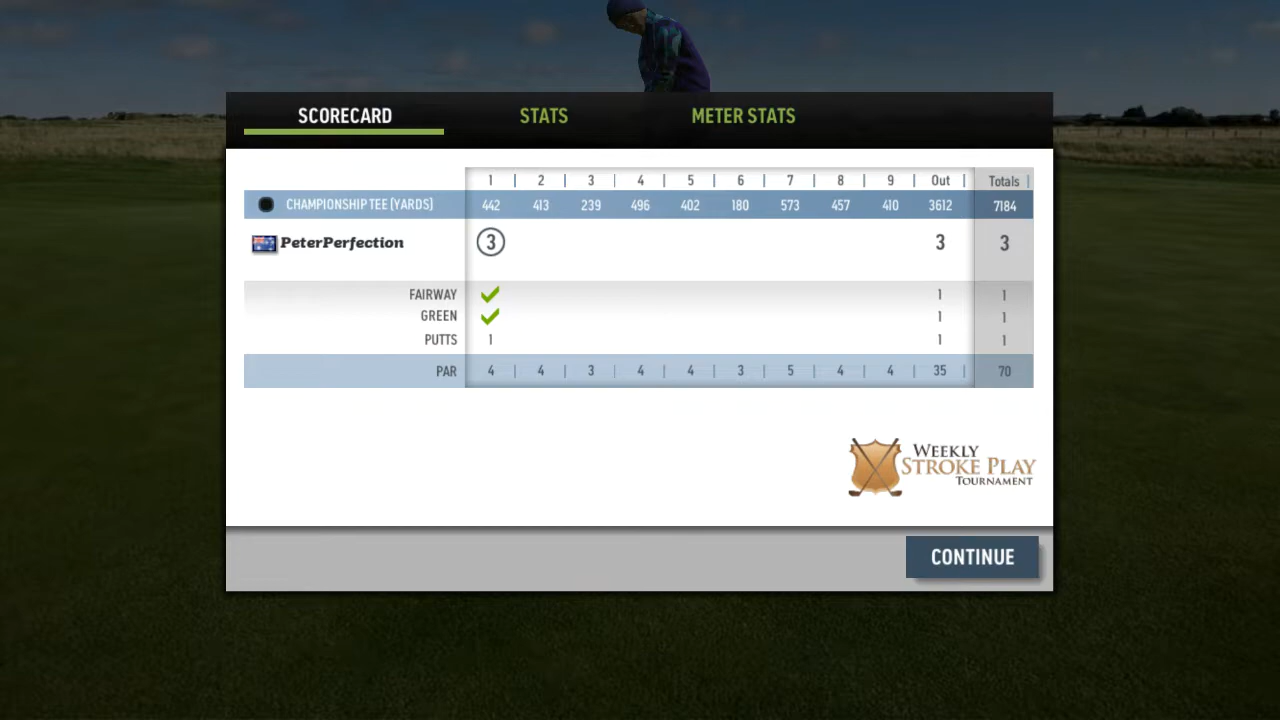 SCORECARD STATS METER STATS
1 | 2 | 3 | 4 | 5 | 6 | 7 | 8 | 9 | Out | Totals |
CHAMPIONSHIP TEE [YARDS] 442 413 239 496 402 180 573 457 410 3612 7184
PeterPerfection 3 3 3
FAIRWAY 1 1
GREEN 1 1
PUTTS 1 1 1
PAR 4 | 4 | 3 | 4 | 4 | 3 | 5 | 4 | 4 | 35 | 70
WEEKLY
STROKE PLAY
TOURNAMENT
CONTINUE